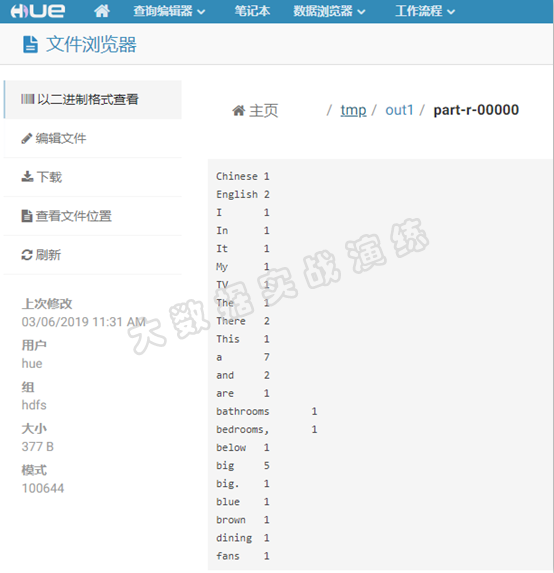 HUE 查询编辑器 笔记本 数据浏览器 工作流程
文件浏览器
以二进制格式查看
编辑文件
下载
查看文件位置
刷新
上次修改
03/06/2019 11:31 AM
用户
hue
组
hdfs
大小
377 B
模式
100644
主页 / tmp / out1 / part-r-00000
Chinese 1
English 2
I 1
In 1
It 1
My 1
TV 1
The 1
There 2
This 1
a 7
and 2
are 1
bathrooms 1
bedrooms, 1
below 1
big 5
big. 1
blue 1
brown 1
dining 1
fans 1
大数据实战演练